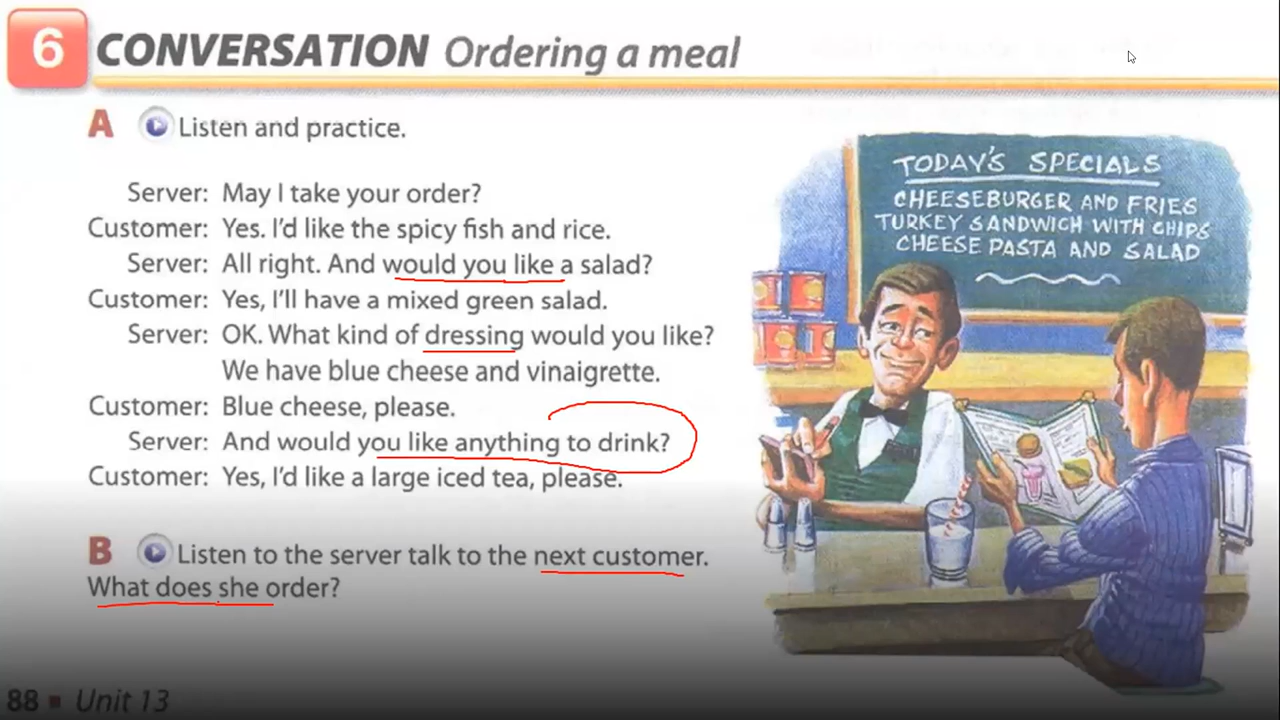 6 CONVERSATION Ordering a meal
A Listen and practice.
Server: May I take your order?
Customer: Yes. I'd like the spicy fish and rice.
Server: All right. And would you like a salad?
Customer: Yes, I'll have a mixed green salad.
Server: OK. What kind of dressing would you like?
We have blue cheese and vinaigrette.
Customer: Blue cheese, please.
Server: And would you like anything to drink?
Customer: Yes, I'd like a large iced tea, please.
B Listen to the server talk to the next customer.
What does she order?
TODAY'S SPECIALS
CHEESEBURGER AND FRIES
TURKEY SANDWICH WITH CHIPS
CHEESE PASTA AND SALAD
88 ▪ Unit 13